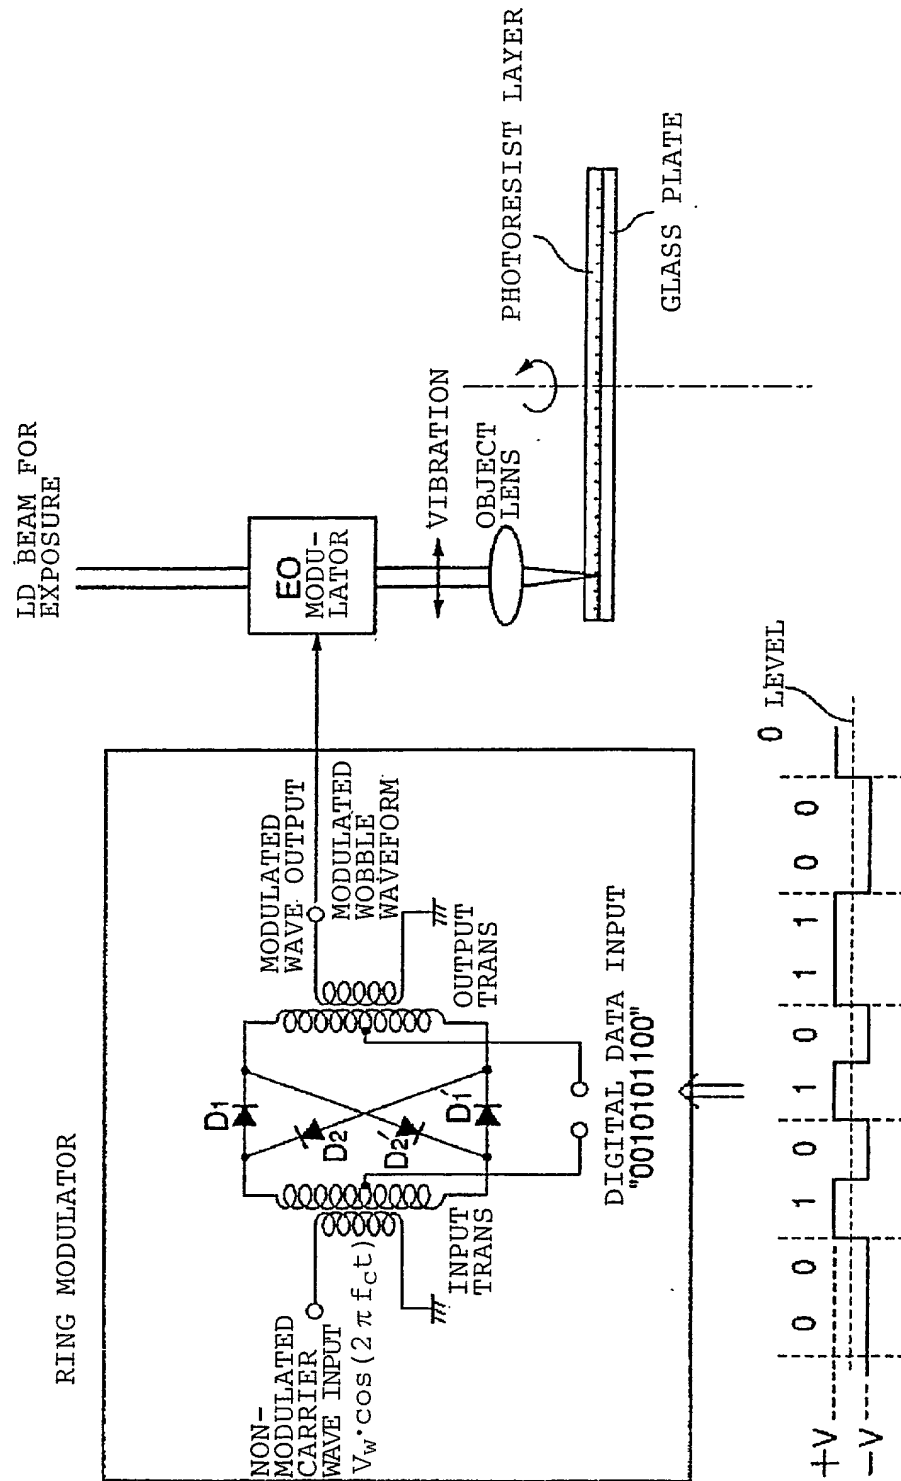 RING MODULATOR
NON-
MODULATED
CARRIER
WAVE INPUT
Vw·cos(2πfct)
INPUT
TRANS
D1
D2
D2'
D1'
MODULATED
WAVE OUTPUT
MODULATED
WOBBLE
WAVEFORM
OUTPUT
TRANS
DIGITAL DATA INPUT
"00101101100"
LD BEAM FOR
EXPOSURE
EO
MODU-
LATOR
VIBRATION
OBJECT
LENS
PHOTORESIST LAYER
GLASS PLATE
0 LEVEL
0 0 1 0 1 0 1 1 0 0
+V
-V